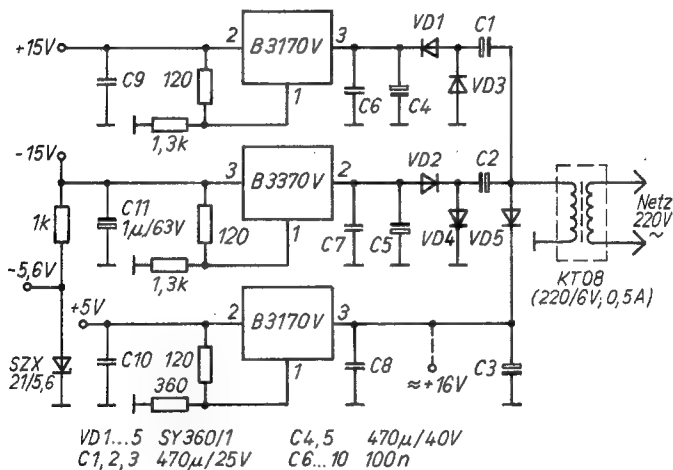 +15V
2
B3170V
3
VD1
C1
C9
120
1
1,3k
C6
C4
VD3
-15V
3
B3370V
2
VD2
C2
1k
C11
1µ/63V
120
1
1,3k
C7
C5
VD4
VD5
Netz
220V
~
KT08
(220/6V; 0,5A)
-5,6V
+5V
2
B3170V
3
SZX
21/5,6
C10
120
360
1
C8
≈+16V
C3
VD1...5 SY360/1 C4,5 470µ/40V
C1,2,3 470µ/25V C6...10 100n